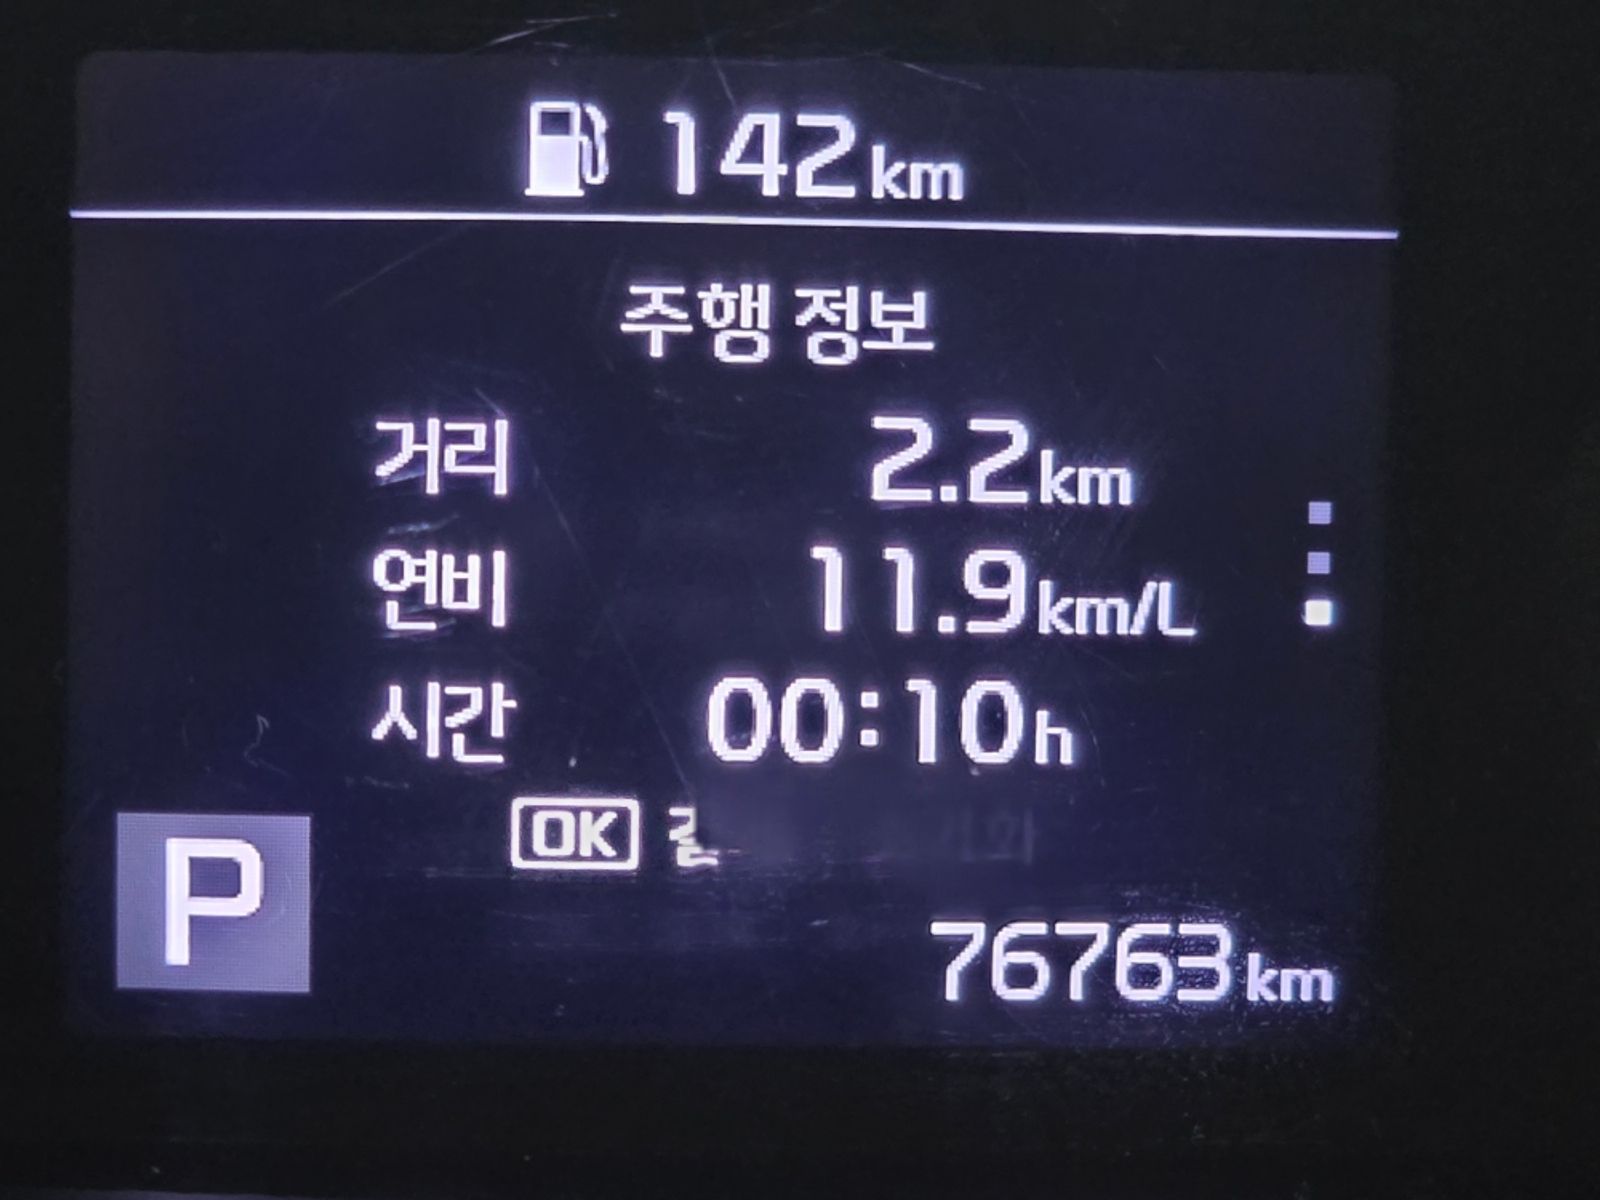 142km
주행 정보
거리 2.2km
연비 11.9km/L
시간 00:10h
OK
P
76763km